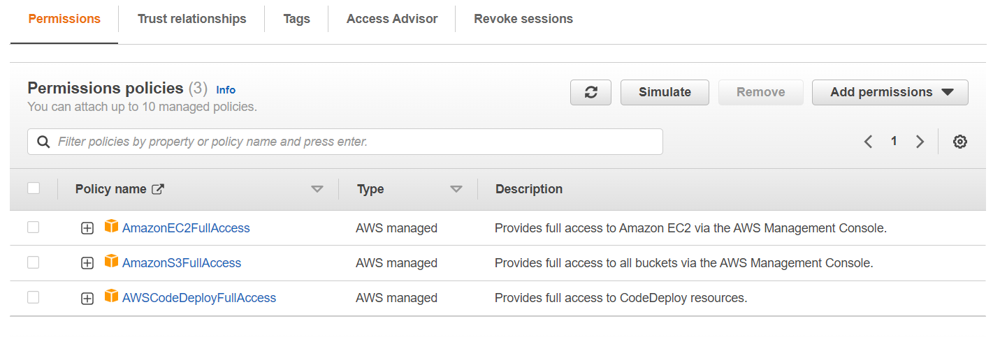 Permissions Trust relationships Tags Access Advisor Revoke sessions
Permissions policies (3) Info
You can attach up to 10 managed policies.
Simulate Remove Add permissions
Filter policies by property or policy name and press enter.
1
Policy name Type Description
AmazonEC2FullAccess AWS managed Provides full access to Amazon EC2 via the AWS Management Console.
AmazonS3FullAccess AWS managed Provides full access to all buckets via the AWS Management Console.
AWSCodeDeployFullAccess AWS managed Provides full access to CodeDeploy resources.